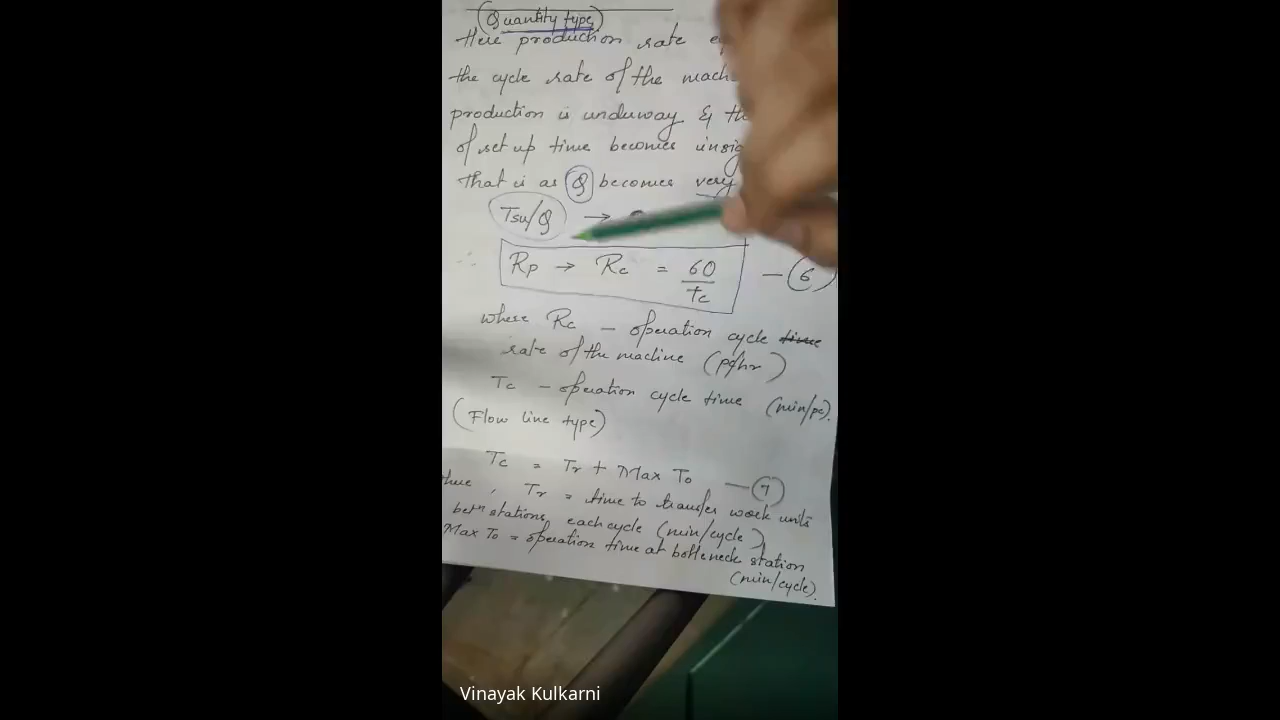 (Quantity type)
Here production rate
the cycle rate of the mach
production is underway & th
of set up time becomes insig
that is as Q becomes very
Tsu/Q →
∴ Rp → Rc = 60/Tc — (6)
where Rc — operation cycle time
rate of the machine (pc/hr)
Tc — operation cycle time (min/pc).
(Flow line type)
Tc = Tr + Max To — (7)
Tr = time to transfer work units
betn stations each cycle (min/cycle)
Max To = operation time at bottleneck station
(min/cycle).
Vinayak Kulkarni